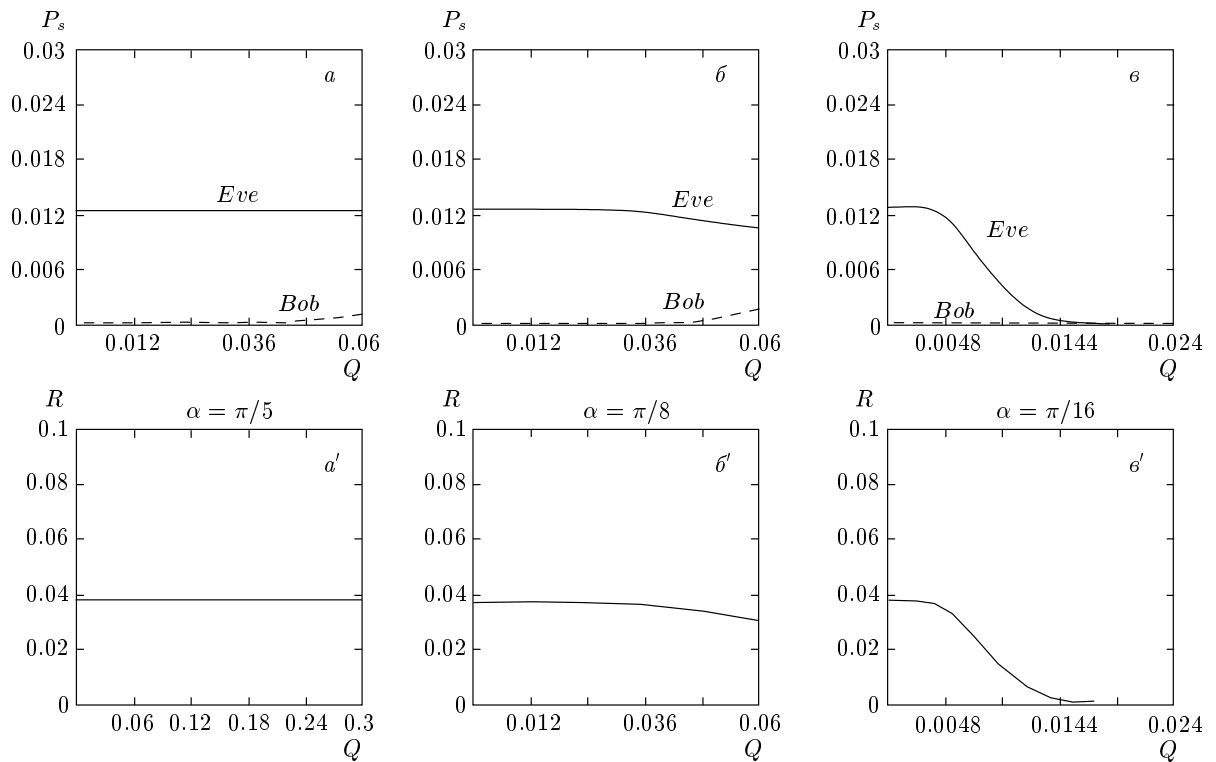 P_s P_s P_s
0.03 0.03 0.03
а б в
0.024 0.024 0.024
0.018 0.018 0.018
Eve Eve Eve
0.012 0.012 0.012
0.006 0.006 0.006
Bob Bob Bob
0 0 0
0.012 0.036 0.06 0.012 0.036 0.06 0.0048 0.0144 0.024
Q Q Q
R R R
α = π/5 α = π/8 α = π/16
0.1 0.1 0.1
а′ б′ в′
0.08 0.08 0.08
0.06 0.06 0.06
0.04 0.04 0.04
0.02 0.02 0.02
0 0 0
0.06 0.12 0.18 0.24 0.3 0.012 0.036 0.06 0.0048 0.0144 0.024
Q Q Q